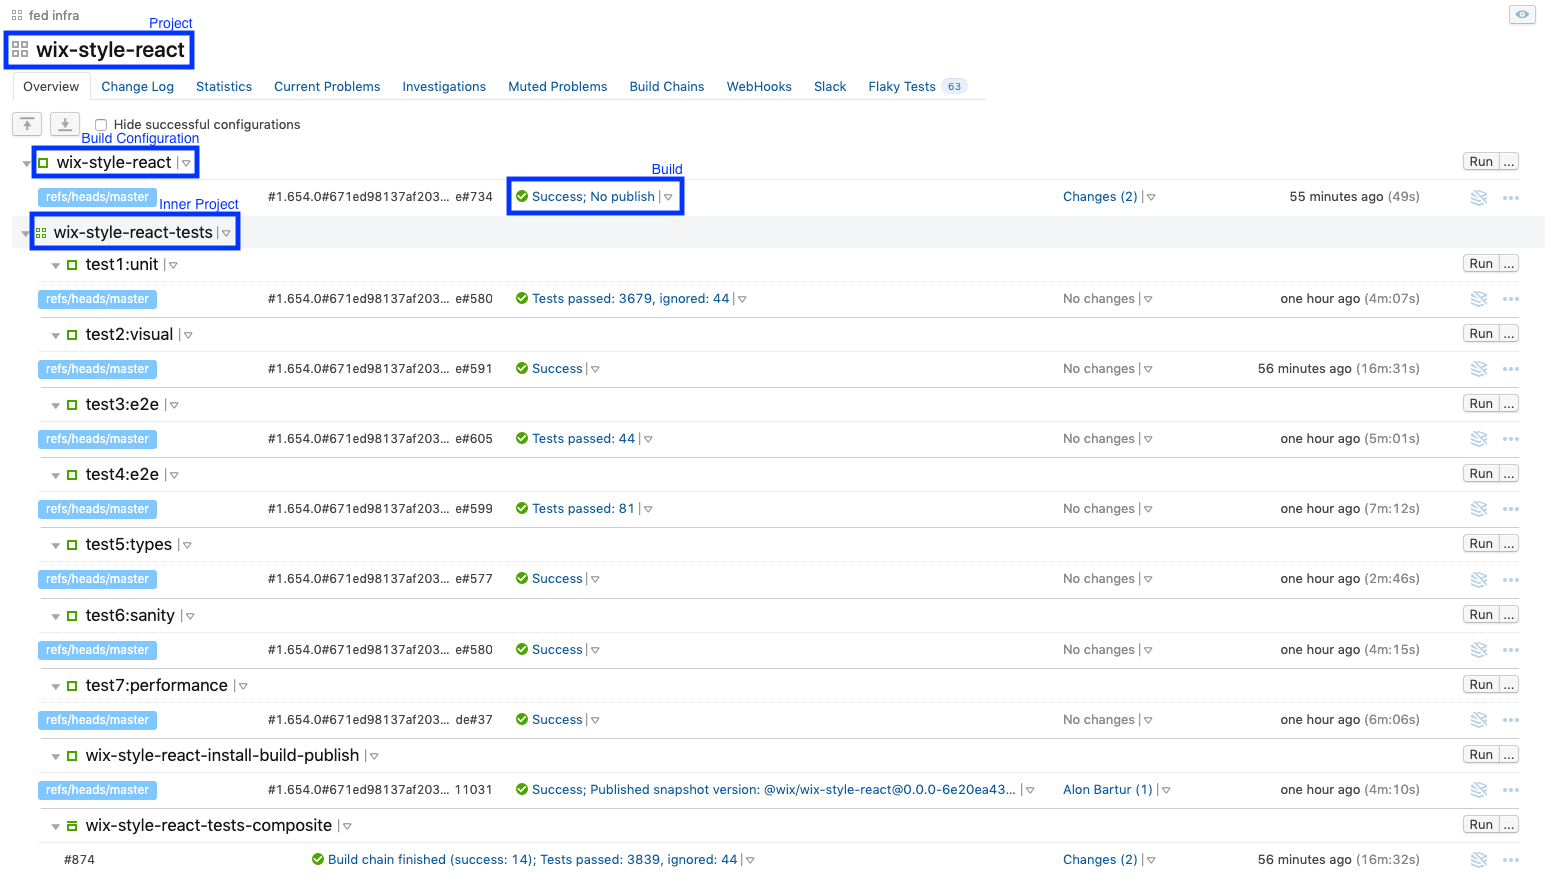 fed infra
Project
wix-style-react
Overview Change Log Statistics Current Problems Investigations Muted Problems Build Chains WebHooks Slack Flaky Tests 63
Hide successful configurations
Build Configuration
wix-style-react Run ...
Build
refs/heads/master #1.654.0#671ed98137af203... e#734 Success; No publish Changes (2) 55 minutes ago (49s)
Inner Project
wix-style-react-tests
test1:unit Run ...
refs/heads/master #1.654.0#671ed98137af203... e#580 Tests passed: 3679, ignored: 44 No changes one hour ago (4m:07s)
test2:visual Run ...
refs/heads/master #1.654.0#671ed98137af203... e#591 Success No changes 56 minutes ago (16m:31s)
test3:e2e Run ...
refs/heads/master #1.654.0#671ed98137af203... e#605 Tests passed: 44 No changes one hour ago (5m:01s)
test4:e2e Run ...
refs/heads/master #1.654.0#671ed98137af203... e#599 Tests passed: 81 No changes one hour ago (7m:12s)
test5:types Run ...
refs/heads/master #1.654.0#671ed98137af203... e#577 Success No changes one hour ago (2m:46s)
test6:sanity Run ...
refs/heads/master #1.654.0#671ed98137af203... e#580 Success No changes one hour ago (4m:15s)
test7:performance Run ...
refs/heads/master #1.654.0#671ed98137af203... de#37 Success No changes one hour ago (6m:06s)
wix-style-react-install-build-publish Run ...
refs/heads/master #1.654.0#671ed98137af203... 11031 Success; Published snapshot version: @wix/wix-style-react@0.0.0-6e20ea43... Alon Bartur (1) one hour ago (4m:10s)
wix-style-react-tests-composite Run ...
#874 Build chain finished (success: 14); Tests passed: 3839, ignored: 44 Changes (2) 56 minutes ago (16m:32s)